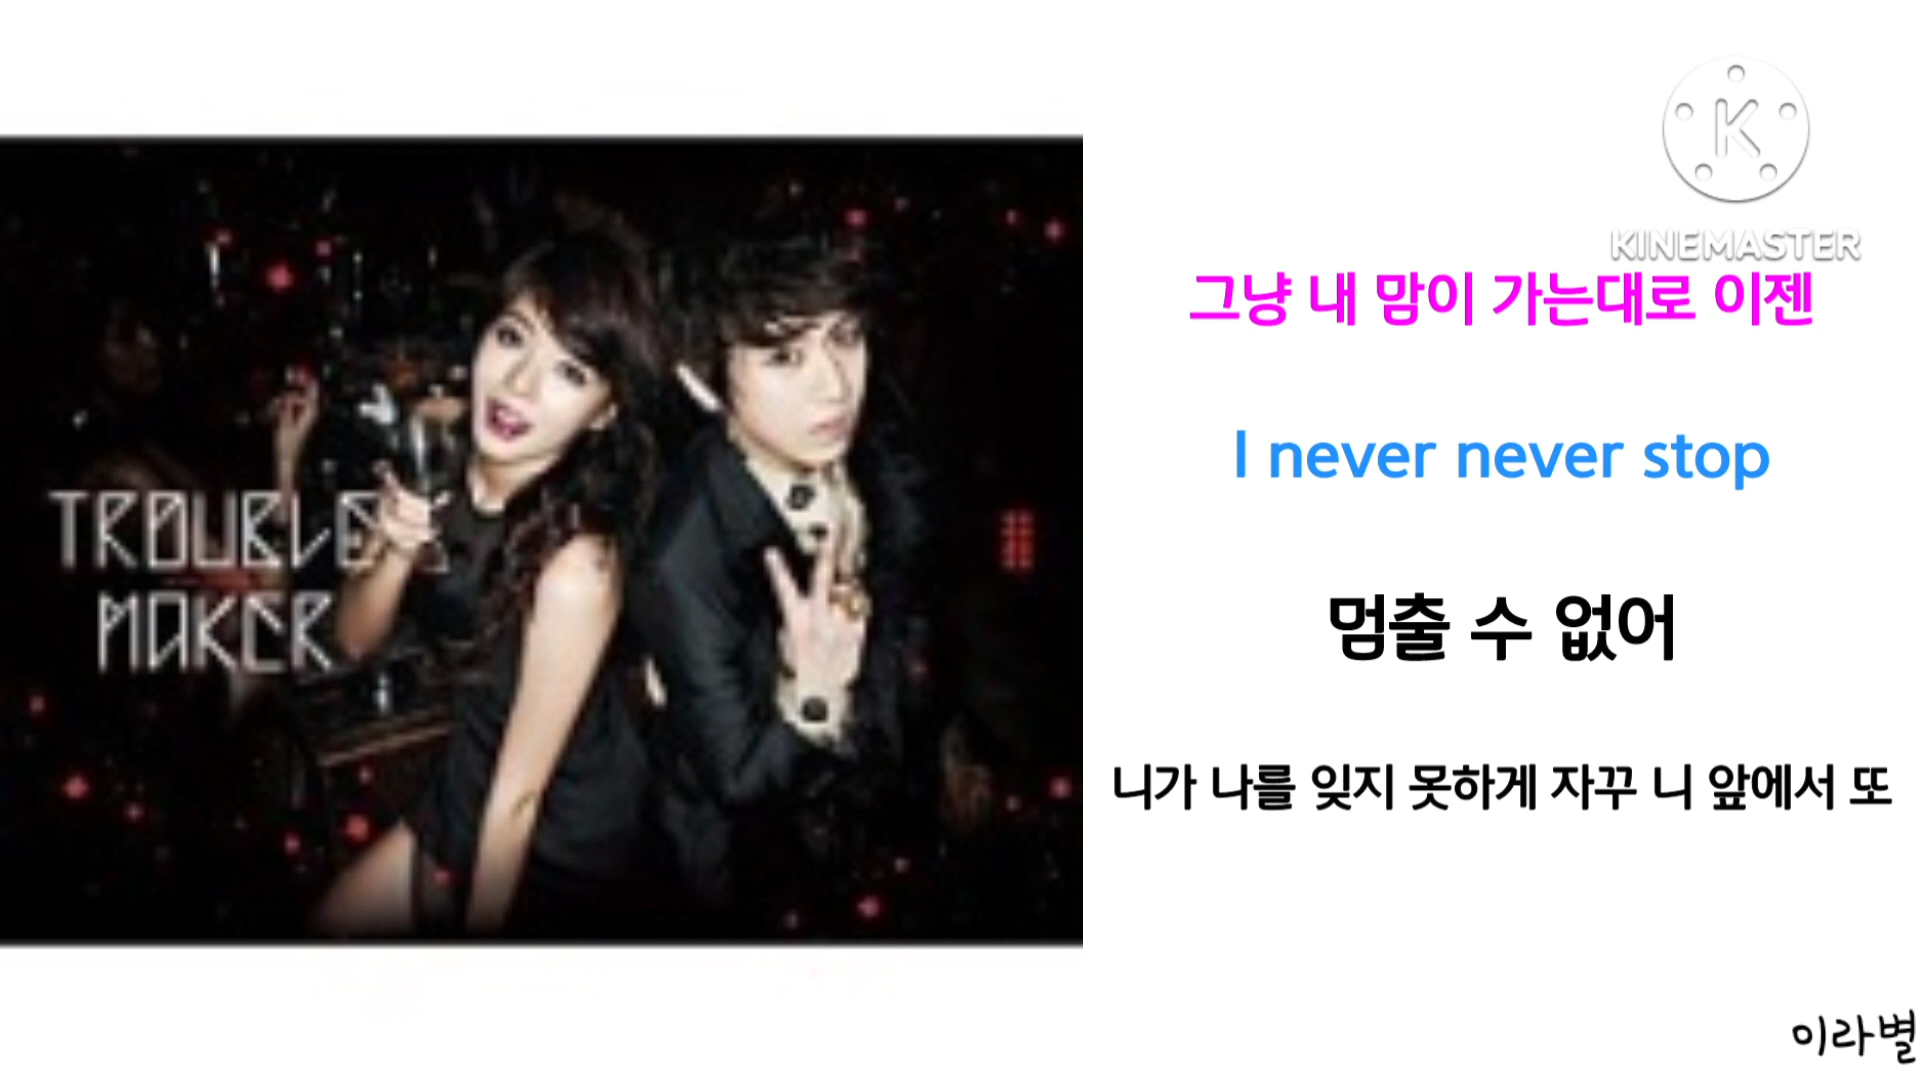 TROUBLE
MAKER
KINEMASTER
그냥 내 맘이 가는대로 이젠
I never never stop
멈출 수 없어
니가 나를 잊지 못하게 자꾸 니 앞에서 또
이라별